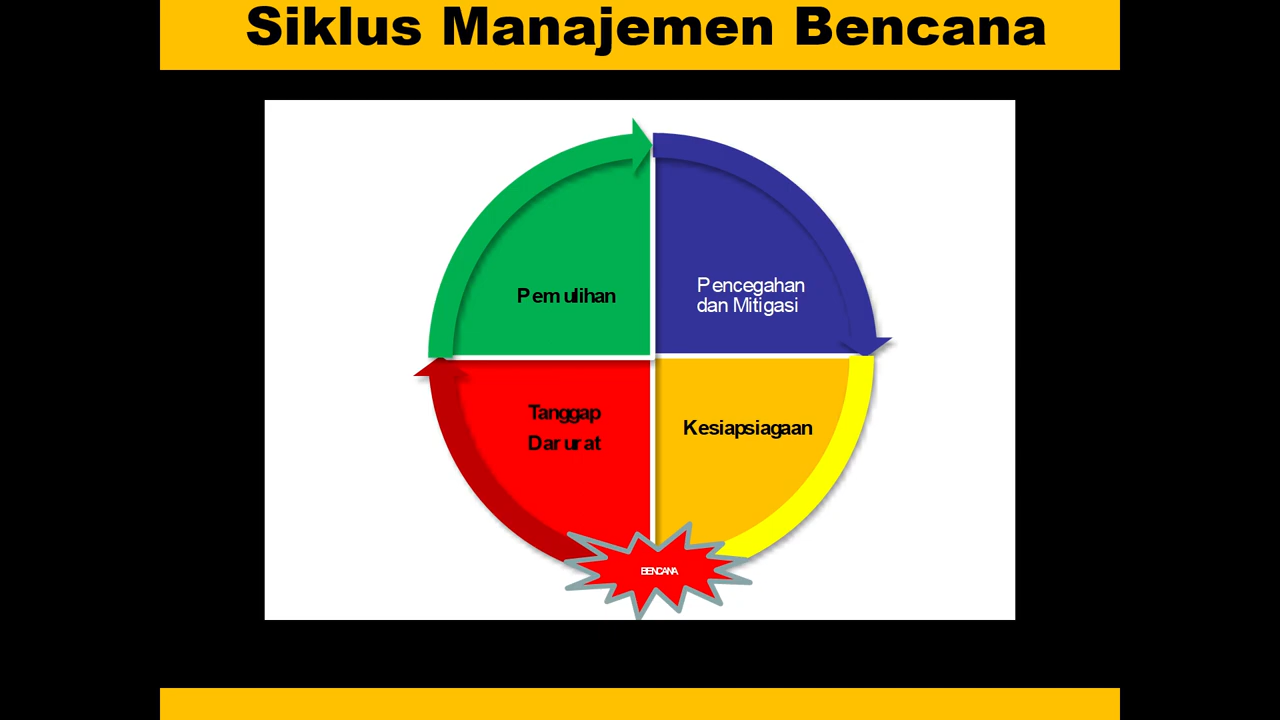 Siklus Manajemen Bencana
Pemulihan
Pencegahan
dan Mitigasi
Tanggap
Darurat
Kesiapsiagaan
BENCANA